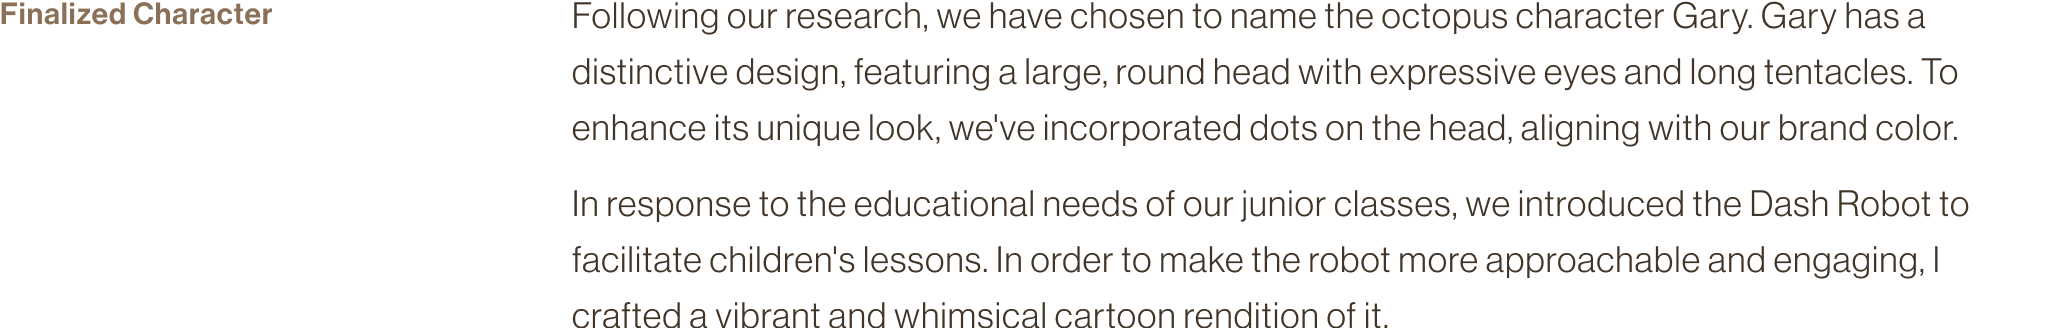 Finalized Character
Following our research, we have chosen to name the octopus character Gary. Gary has a
distinctive design, featuring a large, round head with expressive eyes and long tentacles. To
enhance its unique look, we've incorporated dots on the head, aligning with our brand color.
In response to the educational needs of our junior classes, we introduced the Dash Robot to
facilitate children's lessons. In order to make the robot more approachable and engaging, I
crafted a vibrant and whimsical cartoon rendition of it.